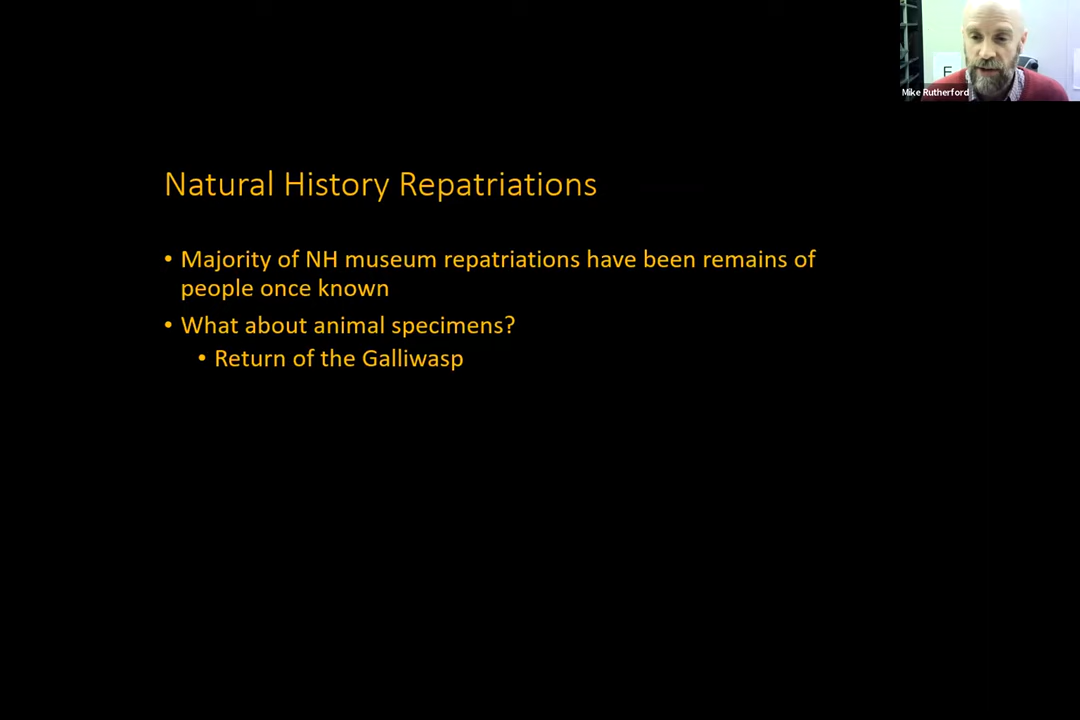 E
Mike Rutherford
Natural History Repatriations
• Majority of NH museum repatriations have been remains of
people once known
• What about animal specimens?
• Return of the Galliwasp